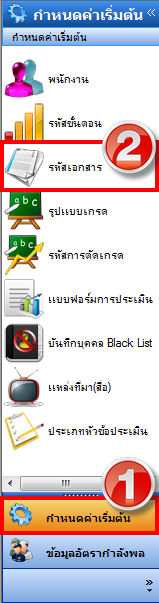 กำหนดค่าเริ่มต้น «
กำหนดค่าเริ่มต้น
พนักงาน
รหัสขั้นตอน
2
รหัสเอกสาร
abc
รูปแบบเกรด
abc
รหัสการตัดเกรด
แบบฟอร์มการประเมิน
บันทึกบุคคล Black List
แหล่งที่มา(สื่อ)
ประเภทหัวข้อประเมิน
1
กำหนดค่าเริ่มต้น
ข้อมูลอัตรากำลังพล
»